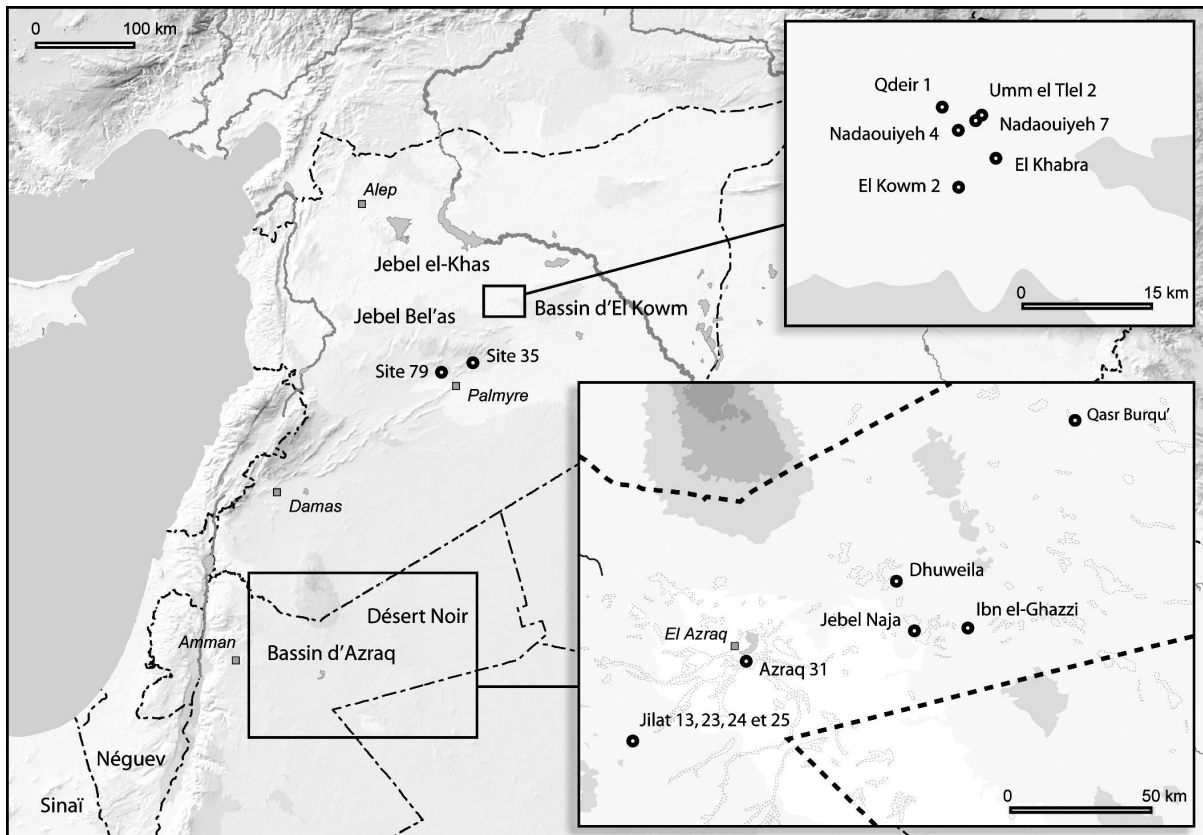 0 100 km
Alep
Jebel el-Khas
Bassin d'El Kowm
Jebel Bel'as
Site 35
Site 79
Palmyre
Damas
Désert Noir
Amman
Bassin d'Azraq
Néguev
Sinaï
Qdeir 1
Umm el Tlel 2
Nadaouiyeh 4
Nadaouiyeh 7
El Khabra
El Kowm 2
0 15 km
Qasr Burqu'
Dhuweila
Jebel Naja
Ibn el-Ghazzi
El Azraq
Azraq 31
Jilat 13, 23, 24 et 25
0 50 km